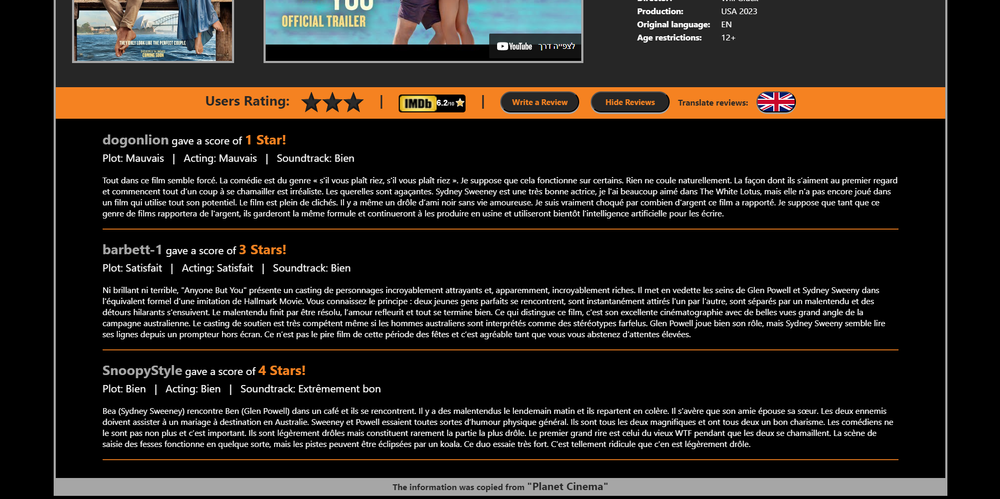 YOU
OFFICIAL TRAILER
THEY ONLY LOOK LIKE THE PERFECT COUPLE
EXCLUSIVELY IN CINEMAS
COMING SOON
YouTube לצפייה דרך
Director: Will Gluck
Production: USA 2023
Original language: EN
Age restrictions: 12+
Users Rating: | IMDb 6.2/10 | Write a Review Hide Reviews Translate reviews:
dogonlion gave a score of 1 Star!
Plot: Mauvais | Acting: Mauvais | Soundtrack: Bien
Tout dans ce film semble forcé. La comédie est du genre « s'il vous plaît riez, s'il vous plaît riez ». Je suppose que cela fonctionne sur certains. Rien ne coule naturellement. La façon dont ils s’aiment au premier regard
et commencent tout d’un coup à se chamailler est irréaliste. Les querelles sont agaçantes. Sydney Sweeney est une très bonne actrice, je l'ai beaucoup aimé dans The White Lotus, mais elle n'a pas encore joué dans
un film qui utilise tout son potentiel. Le film est plein de clichés. Il y a même un drôle d’ami noir sans vie amoureuse. Je suis vraiment choqué par combien d'argent ce film a rapporté. Je suppose que tant que ce
genre de films rapportera de l'argent, ils garderont la même formule et continueront à les produire en usine et utiliseront bientôt l'intelligence artificielle pour les écrire.
barbett-1 gave a score of 3 Stars!
Plot: Satisfait | Acting: Satisfait | Soundtrack: Bien
Ni brillant ni terrible, "Anyone But You" présente un casting de personnages incroyablement attrayants et, apparemment, incroyablement riches. Il met en vedette les seins de Glen Powell et Sydney Sweeny dans
l'équivalent formel d'une imitation de Hallmark Movie. Vous connaissez le principe : deux jeunes gens parfaits se rencontrent, sont instantanément attirés l'un par l'autre, sont séparés par un malentendu et des
détours hilarants s'ensuivent. Le malentendu finit par être résolu, l’amour refleurit et tout se termine bien. Ce qui distingue ce film, c'est son excellente cinématographie avec de belles vues grand angle de la
campagne australienne. Le casting de soutien est très compétent même si les hommes australiens sont interprétés comme des stéréotypes farfelus. Glen Powell joue bien son rôle, mais Sydney Sweeny semble lire
ses lignes depuis un prompteur hors écran. Ce n’est pas le pire film de cette période des fêtes et c’est agréable tant que vous vous abstenez d’attentes élevées.
SnoopyStyle gave a score of 4 Stars!
Plot: Bien | Acting: Bien | Soundtrack: Extrêmement bon
Bea (Sydney Sweeney) rencontre Ben (Glen Powell) dans un café et ils se rencontrent. Il y a des malentendus le lendemain matin et ils repartent en colère. Il s'avère que son amie épouse sa sœur. Les deux ennemis
doivent assister à un mariage à destination en Australie. Sweeney et Powell essaient toutes sortes d’humour physique général. Ils sont tous les deux magnifiques et ont tous deux un bon charisme. Les comédiens ne
le sont pas non plus et c’est important. Ils sont légèrement drôles mais constituent rarement la partie la plus drôle. Le premier grand rire est celui du vieux WTF pendant que les deux se chamaillent. La scène de
saisie des fesses fonctionne en quelque sorte, mais les pistes peuvent être éclipsées par un koala. Ce duo essaie très fort. C'est tellement ridicule que c'en est légèrement drôle.
The information was copied from "Planet Cinema"